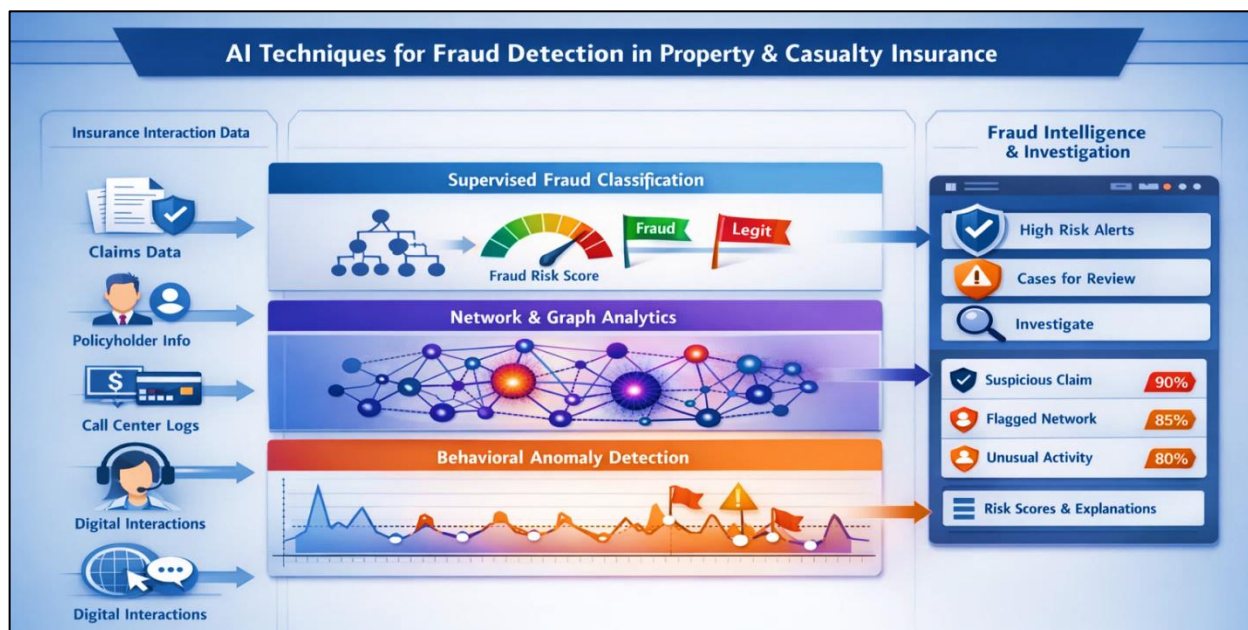 AI Techniques for Fraud Detection in Property & Casualty Insurance
Insurance Interaction Data
Claims Data
Policyholder Info
$
Call Center Logs
Digital Interactions
Digital Interactions
Supervised Fraud Classification
Fraud Risk Score
Fraud
Legit
Network & Graph Analytics
Behavioral Anomaly Detection
!
Fraud Intelligence
& Investigation
High Risk Alerts
!
Cases for Review
Investigate
Suspicious Claim 90%
Flagged Network 85%
Unusual Activity 80%
Risk Scores & Explanations